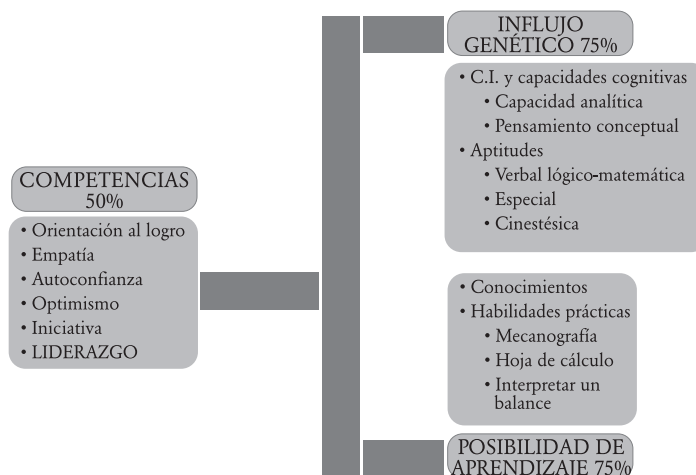 COMPETENCIAS
50%
• Orientación al logro
• Empatía
• Autoconfianza
• Optimismo
• Iniciativa
• LIDERAZGO
INFLUJO
GENÉTICO 75%
• C.I. y capacidades cognitivas
• Capacidad analítica
• Pensamiento conceptual
• Aptitudes
• Verbal lógico-matemática
• Especial
• Cinestésica
• Conocimientos
• Habilidades prácticas
• Mecanografía
• Hoja de cálculo
• Interpretar un
balance
POSIBILIDAD DE
APRENDIZAJE 75%